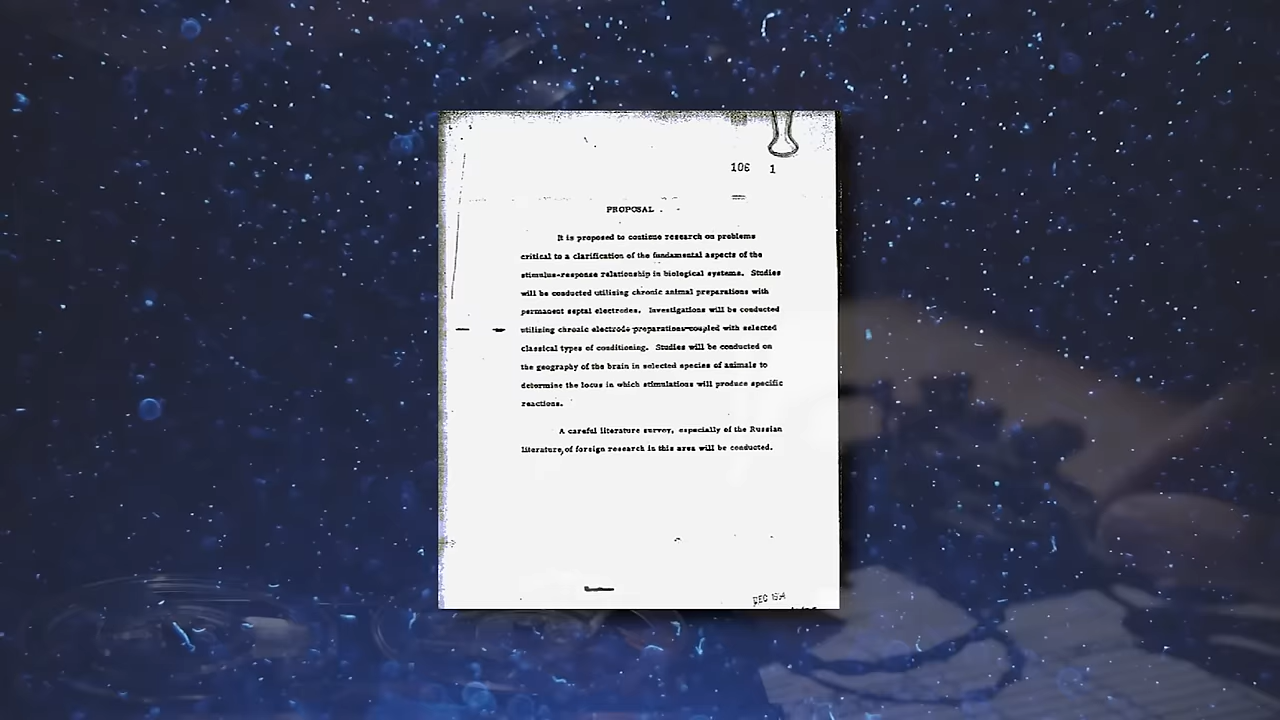 106 1
PROPOSAL .
It is proposed to continue research on problems
critical to a clarification of the fundamental aspects of the
stimulus-response relationship in biological systems. Studies
will be conducted utilizing chronic animal preparations with
permanent septal electrodes. Investigations will be conducted
utilizing chronic electrode preparations coupled with selected
classical types of conditioning. Studies will be conducted on
the geography of the brain in selected species of animals to
determine the locus in which stimulations will produce specific
reactions.
A careful literature survey, especially of the Russian
literature, of foreign research in this area will be conducted.
DEC